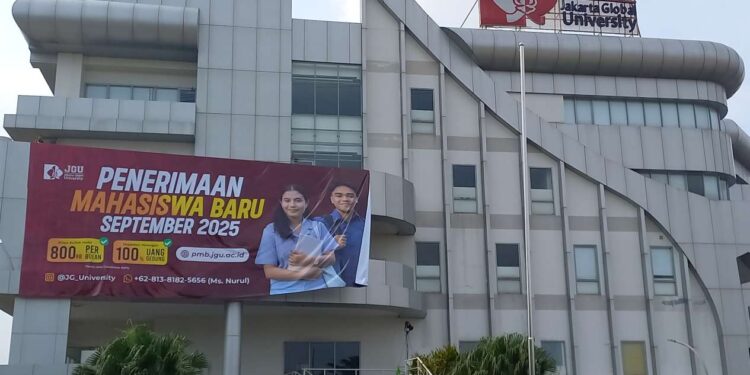 Jakarta Global
University
JGU
University
PENERIMAAN
MAHASISWA BARU
SEPTEMBER 2025
800 RB PER BULAN
100 % UANG GEDUNG
pmb.jgu.ac.id
@JG_University
+62-813-8182-5656 (Ms. Nurul)